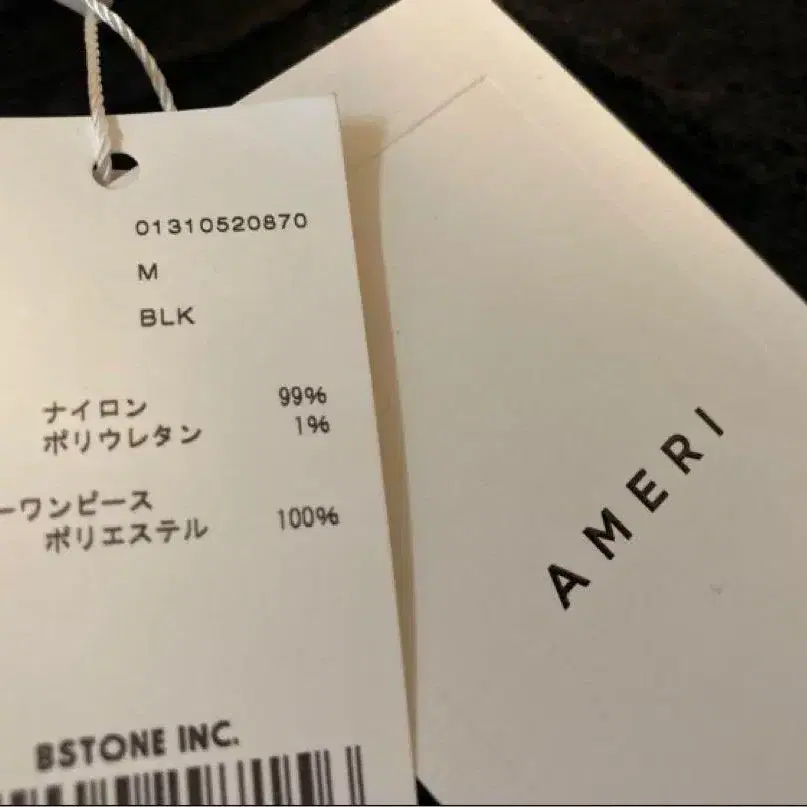 01310520870
M
BLK
ナイロン 99%
ポリウレタン 1%
ーワンピース
ポリエステル 100%
BSTONE INC.
AMERI